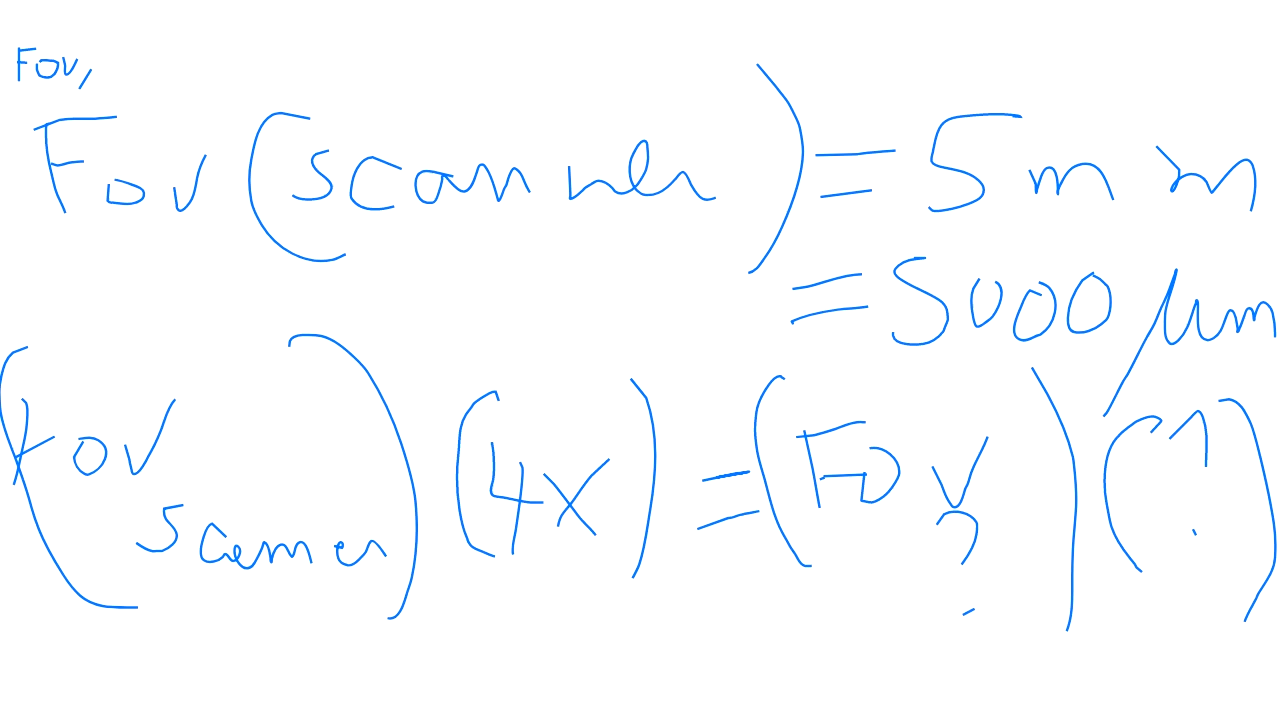 FOV,
FOV (scanner) = 5mm
= 5000 μm
(FOV scanner) (4x) = (FOV ?) (?)